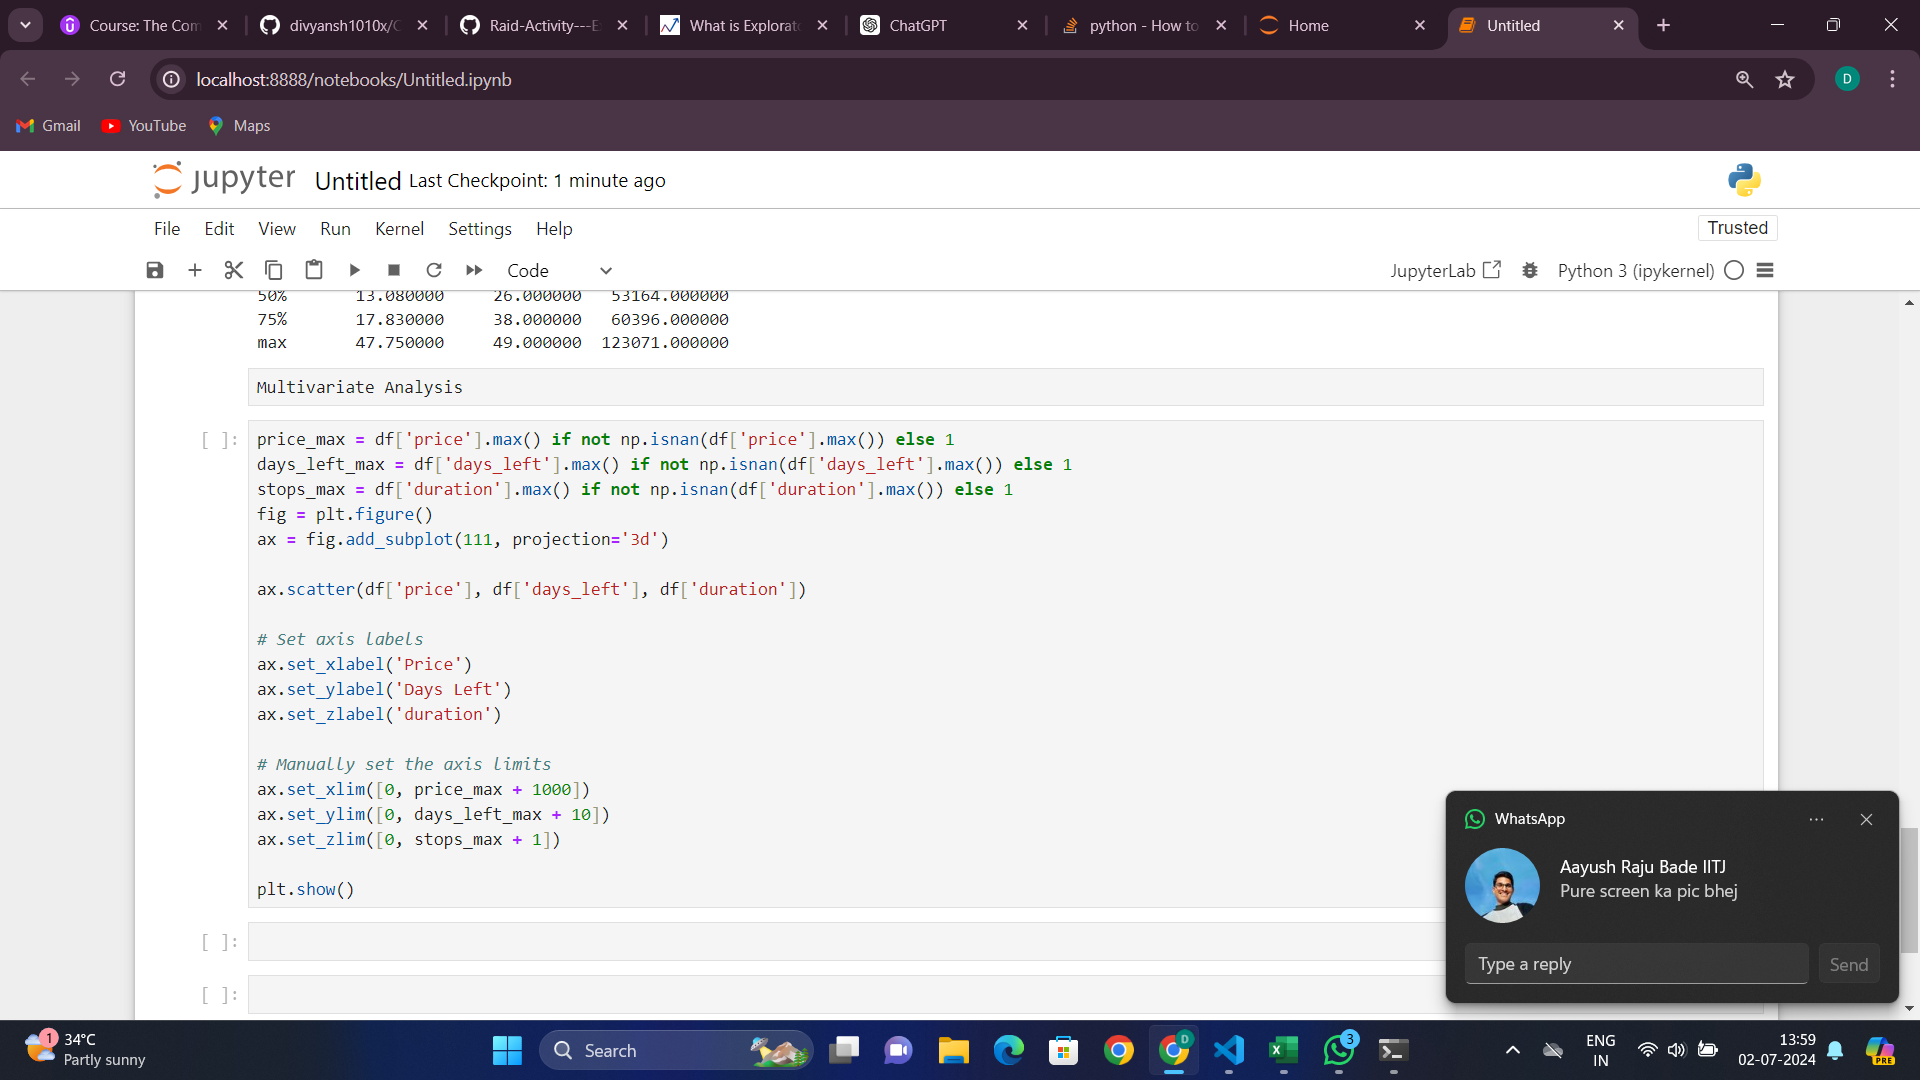 Course: The Com
divyansh1010x/C
Raid-Activity---E
What is Explorato
ChatGPT
python - How to
Home
Untitled
localhost:8888/notebooks/Untitled.ipynb
D
Gmail
YouTube
Maps
jupyter
Untitled Last Checkpoint: 1 minute ago
File Edit View Run Kernel Settings Help
Trusted
Code
JupyterLab
Python 3 (ipykernel)
50% 13.080000 26.000000 53164.000000
75% 17.830000 38.000000 60396.000000
max 47.750000 49.000000 123071.000000
Multivariate Analysis
[ ]:
price_max = df['price'].max() if not np.isnan(df['price'].max()) else 1
days_left_max = df['days_left'].max() if not np.isnan(df['days_left'].max()) else 1
stops_max = df['duration'].max() if not np.isnan(df['duration'].max()) else 1
fig = plt.figure()
ax = fig.add_subplot(111, projection='3d')
ax.scatter(df['price'], df['days_left'], df['duration'])
# Set axis labels
ax.set_xlabel('Price')
ax.set_ylabel('Days Left')
ax.set_zlabel('duration')
# Manually set the axis limits
ax.set_xlim([0, price_max + 1000])
ax.set_ylim([0, days_left_max + 10])
ax.set_zlim([0, stops_max + 1])
plt.show()
[ ]:
[ ]:
WhatsApp
Aayush Raju Bade IITJ
Pure screen ka pic bhej
Type a reply
Send
1
34°C
Partly sunny
Search
D
3
ENG
IN
13:59
02-07-2024
PRE